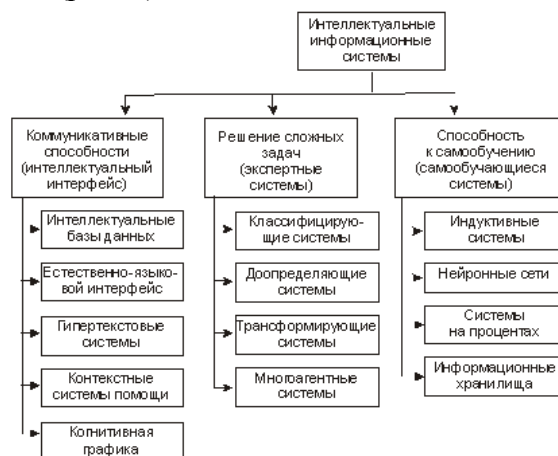 Интеллектуальные
информационные
системы
Коммуникативные
способности
(интеллектуальный
интерфейс)
Интеллектуальные
базы данных
Естественно-языко-
вой интерфейс
Гипертекстовые
системы
Контекстные
системы помощи
Когнитивная
графика
Решение сложных
задач
(экспертные
системы)
Классифицирую-
щие системы
Доопределяющие
системы
Трансформирующие
системы
Многоагентные
системы
Способность
к самообучению
(самообучающиеся
системы)
Индуктивные
системы
Нейронные сети
Системы
на процентах
Информационные
хранилища